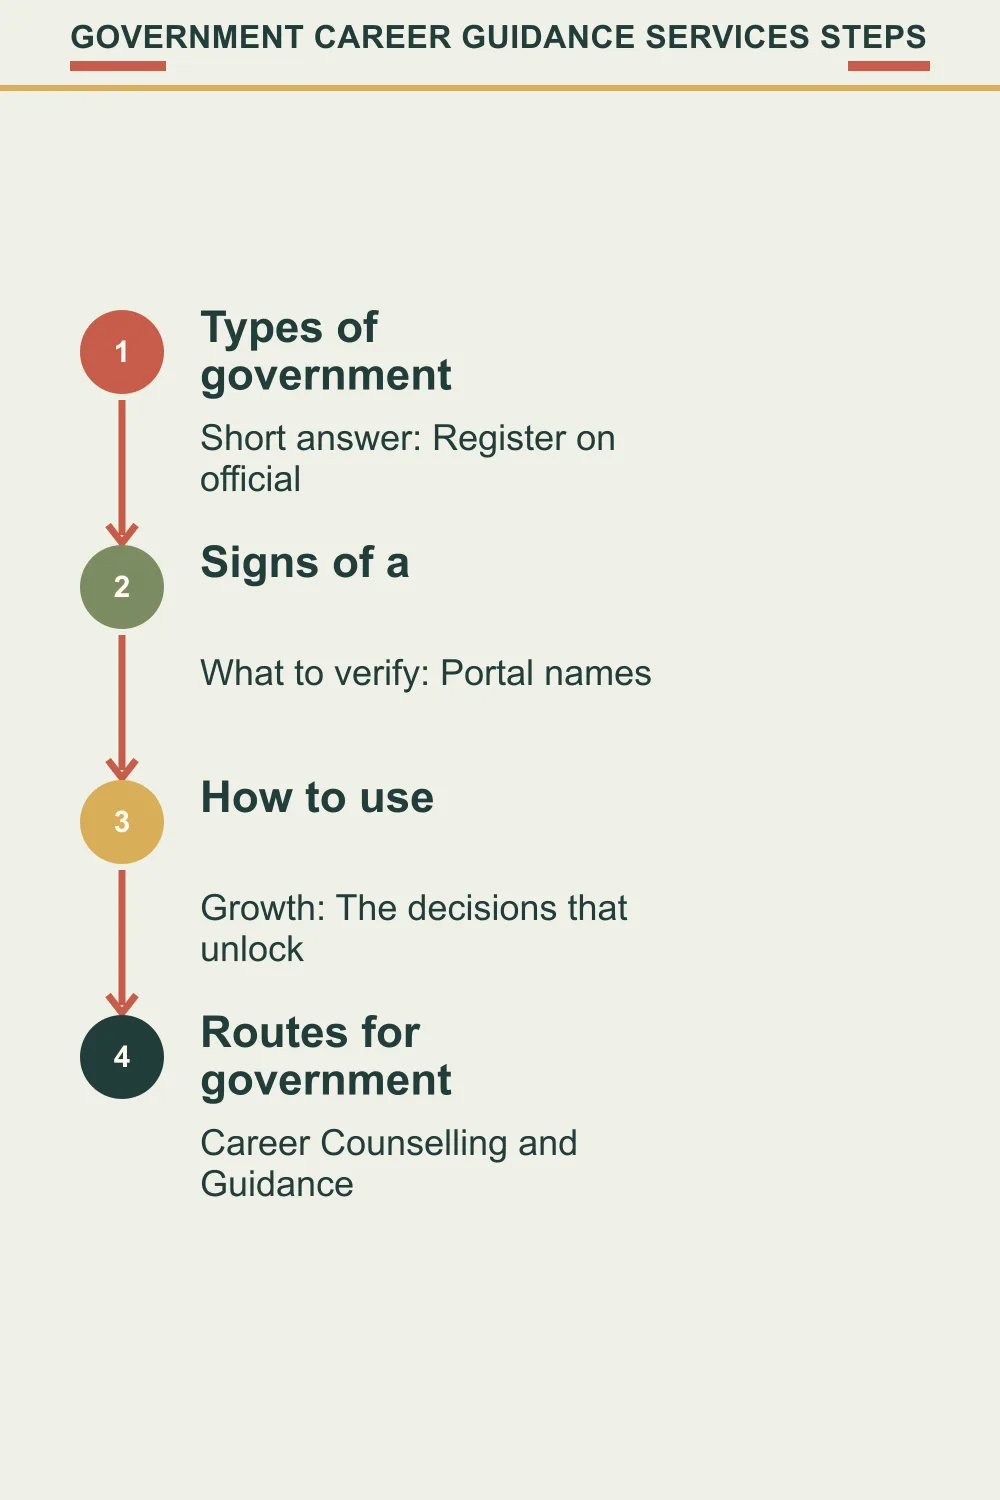 GOVERNMENT CAREER GUIDANCE SERVICES STEPS
1
Types of
government
Short answer: Register on
official
2
Signs of a
What to verify: Portal names
3
How to use
Growth: The decisions that
unlock
4
Routes for
government
Career Counselling and
Guidance